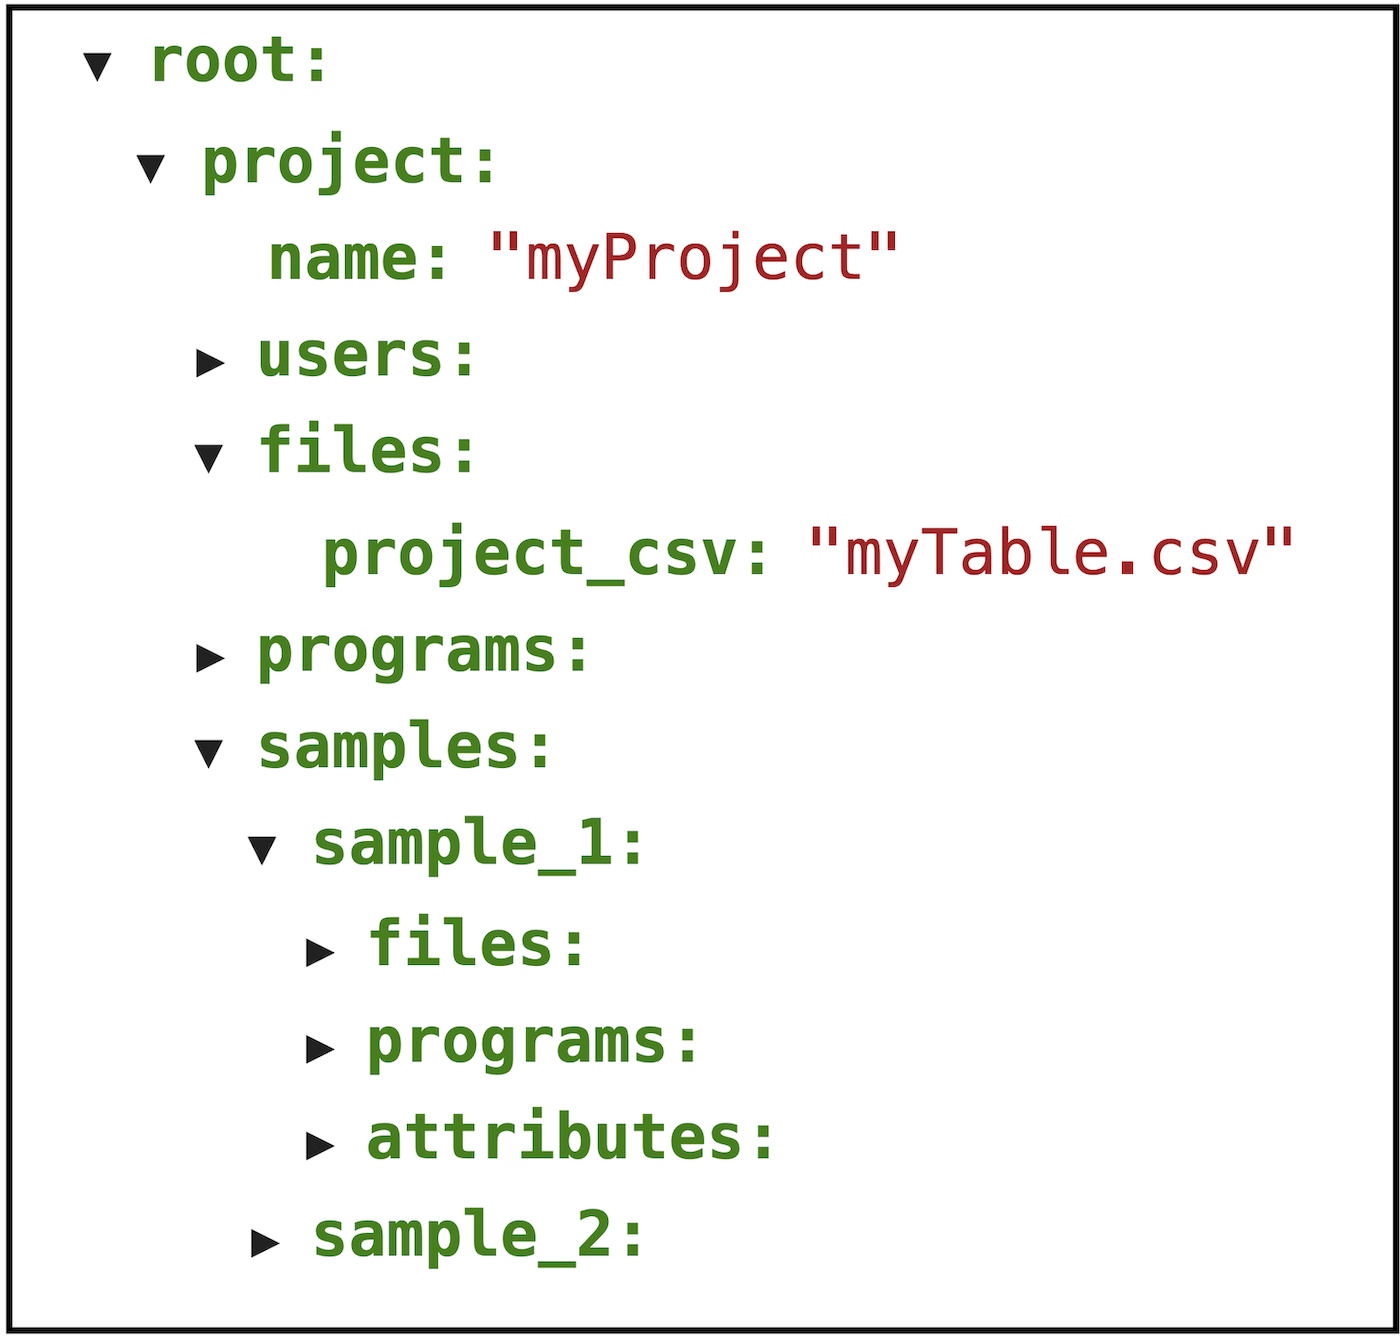 ▼ root:
▼ project:
name: "myProject"
▶ users:
▼ files:
project_csv: "myTable.csv"
▶ programs:
▼ samples:
▼ sample_1:
▶ files:
▶ programs:
▶ attributes:
▶ sample_2: